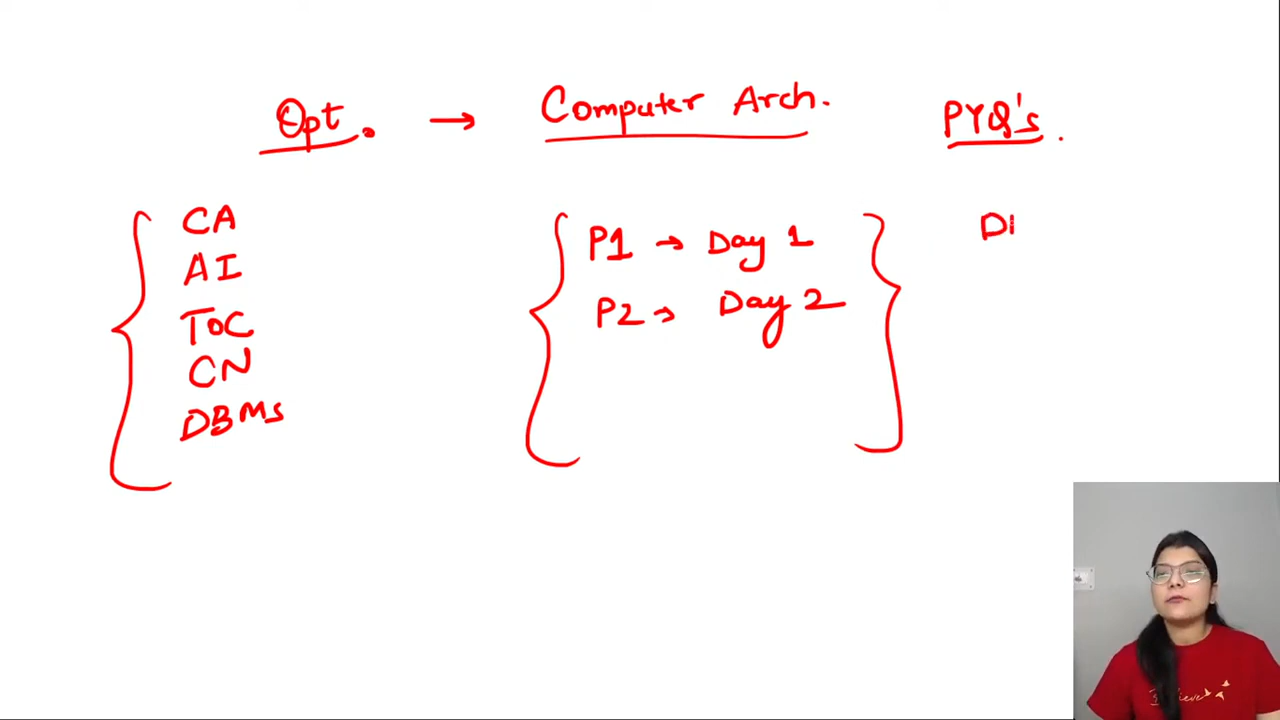 Opt. → Computer Arch. PYQ's.
CA
AI
TOC
CN
DBMS
P1 → Day 1
P2 → Day 2